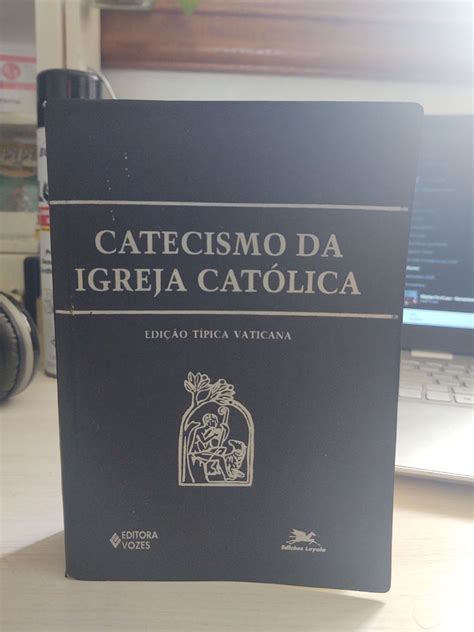 CATECISMO DA
IGREJA CATÓLICA
EDIÇÃO TÍPICA VATICANA
EDITORA
VOZES
Edições Loyola